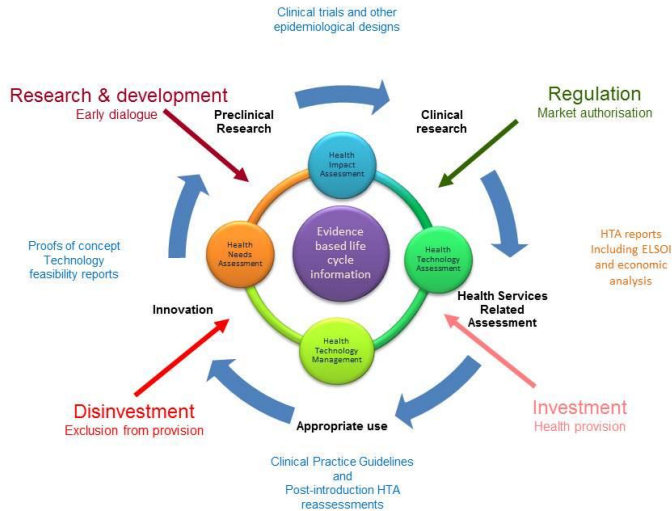 Clinical trials and other
epidemiological designs
Research & development
Early dialogue
Preclinical
Research
Clinical
research
Regulation
Market authorisation
Health
Impact
Assessment
Proofs of concept
Technology
feasibility reports
Health
Needs
Assessment
Evidence
based life
cycle
information
Health
Technology
Assessment
HTA reports
Including ELSOI
and economic
analysis
Innovation
Health Services
Related
Assessment
Health
Technology
Management
Disinvestment
Exclusion from provision
Appropriate use
Investment
Health provision
Clinical Practice Guidelines
and
Post-introduction HTA
reassessments